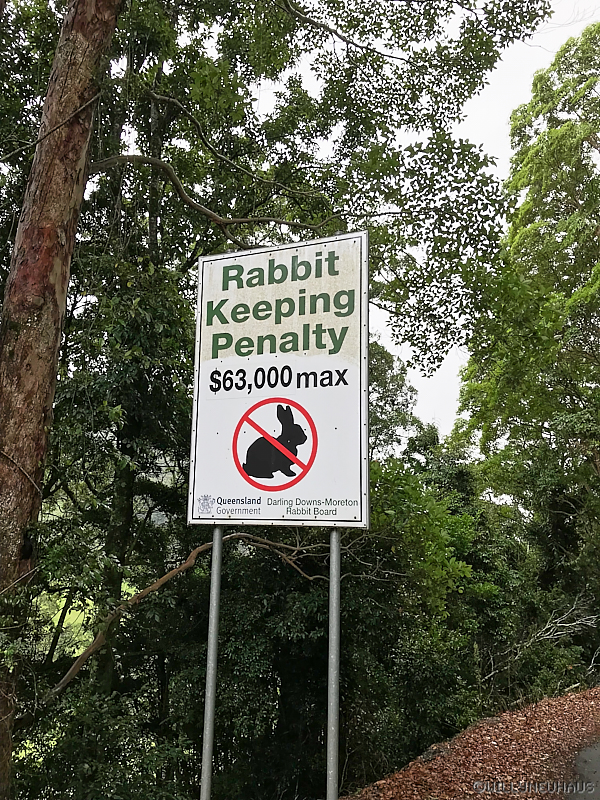 Rabbit
Keeping
Penalty
$63,000 max
Queensland
Government
Darling Downs-Moreton
Rabbit Board